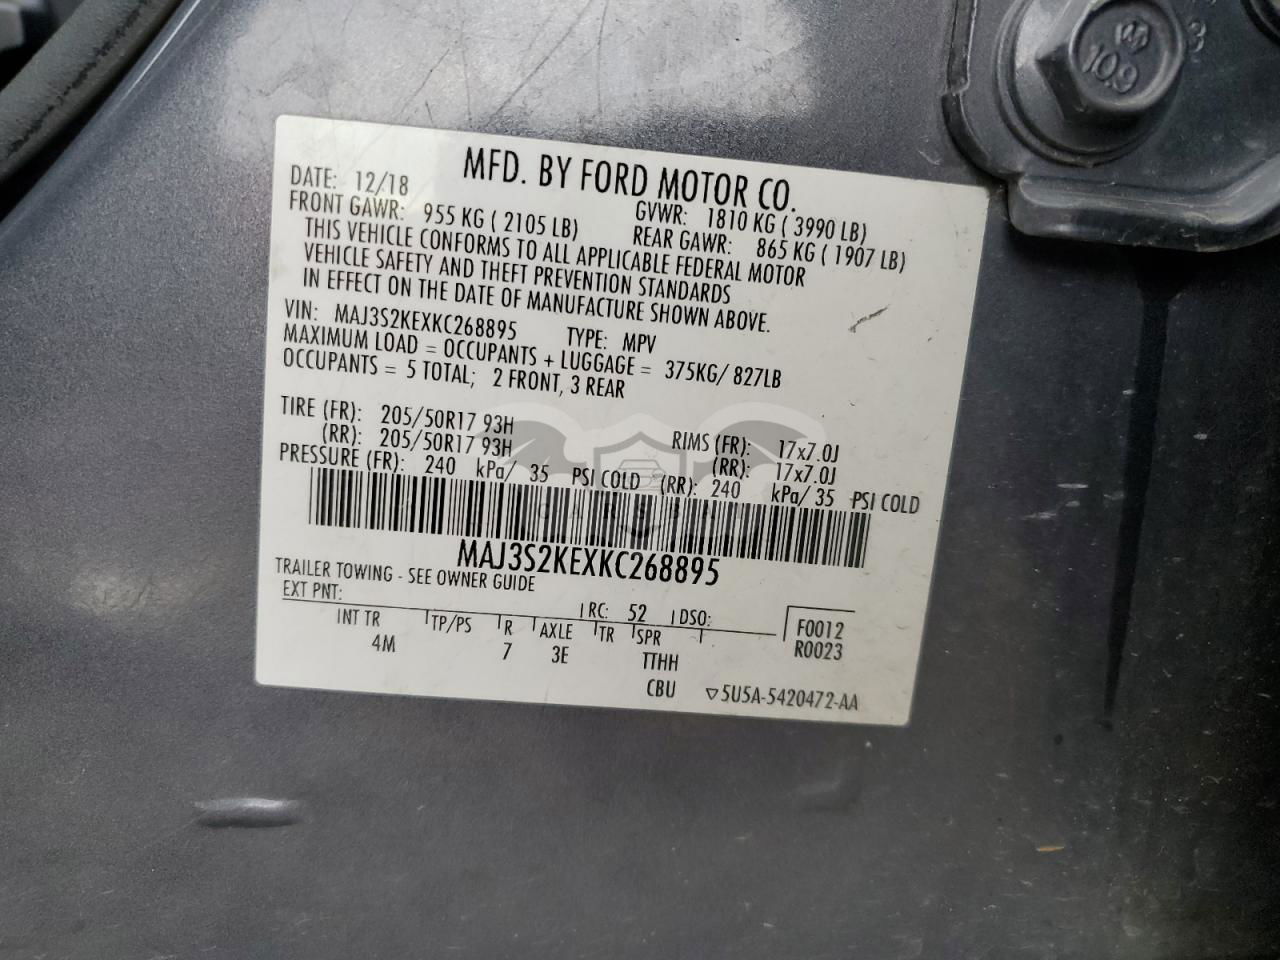 MFD. BY FORD MOTOR CO.
DATE: 12/18 GVWR: 1810 KG ( 3990 LB)
FRONT GAWR: 955 KG ( 2105 LB) REAR GAWR: 865 KG ( 1907 LB)
THIS VEHICLE CONFORMS TO ALL APPLICABLE FEDERAL MOTOR
VEHICLE SAFETY AND THEFT PREVENTION STANDARDS
IN EFFECT ON THE DATE OF MANUFACTURE SHOWN ABOVE.
VIN: MAJ3S2KEXKC268895 TYPE: MPV
MAXIMUM LOAD = OCCUPANTS + LUGGAGE = 375KG/ 827LB
OCCUPANTS = 5 TOTAL; 2 FRONT, 3 REAR
TIRE (FR): 205/50R17 93H RIMS (FR): 17x7.0J
(RR): 205/50R17 93H (RR): 17x7.0J
PRESSURE (FR): 240 kPa/ 35 PSI COLD (RR): 240 kPa/ 35 PSI COLD
MAJ3S2KEXKC268895
TRAILER TOWING - SEE OWNER GUIDE
EXT PNT: RC: 52 DSO:
INT TR TP/PS R AXLE TR SPR F0012
4M 7 3E TTHH R0023
CBU ▽5U5A-5420472-AA
10.9
3